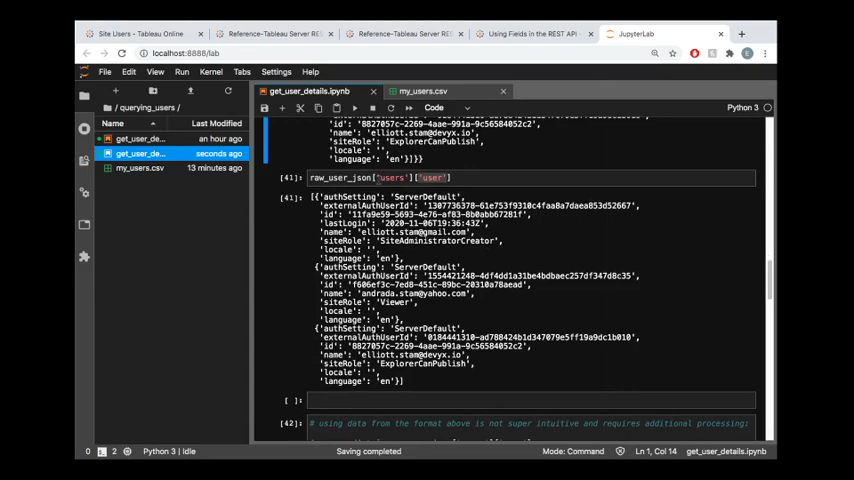 Site Users - Tableau Online
Reference-Tableau Server RES
Reference-Tableau Server RES
Using Fields in the REST API -
JupyterLab
localhost:8888/lab
File Edit View Run Kernel Tabs Settings Help
get_user_details.ipynb
my_users.csv
/ querying_users /
Code
Python 3
Name
Last Modified
get_user_de...
an hour ago
get_user_de...
seconds ago
my_users.csv
13 minutes ago
'id': '8827057c-2269-4aae-991a-9c56584052c2',
'name': 'elliott.stam@devyx.io',
'siteRole': 'ExplorerCanPublish',
'locale': '',
'language': 'en'}]}}
[41]: raw_user_json['users']['user']
[41]: [{'authSetting': 'ServerDefault',
'externalAuthUserId': '1307736378-61e753f1910c4faa8a7daea853d52667',
'id': '11fa9e59-5693-4e76-af83-8b0abb67281f',
'lastLogin': '2020-11-06T19:36:43Z',
'name': 'elliott.stam@gmail.com',
'siteRole': 'SiteAdministratorCreator',
'locale': '',
'language': 'en'},
{'authSetting': 'ServerDefault',
'externalAuthUserId': '1554421248-4df4dd1a31be4bdbaec257df347d8c35',
'id': 'f606ef3c-7ed8-451c-89bc-20310a78aead',
'name': 'andrada.stam@yahoo.com',
'siteRole': 'Viewer',
'locale': '',
'language': 'en'},
{'authSetting': 'ServerDefault',
'externalAuthUserId': '0184441310-ad788424b1d347079e5ff19a9dc1b010',
'id': '8827057c-2269-4aae-991a-9c56584052c2',
'name': 'elliott.stam@devyx.io',
'siteRole': 'ExplorerCanPublish',
'locale': '',
'language': 'en'}]
[ ]:
[42]: # using data from the format above is not super intuitive and requires additional processing:
0 2 Python 3 | Idle
Saving completed
Mode: Command
Ln 1, Col 14
get_user_details.ipynb